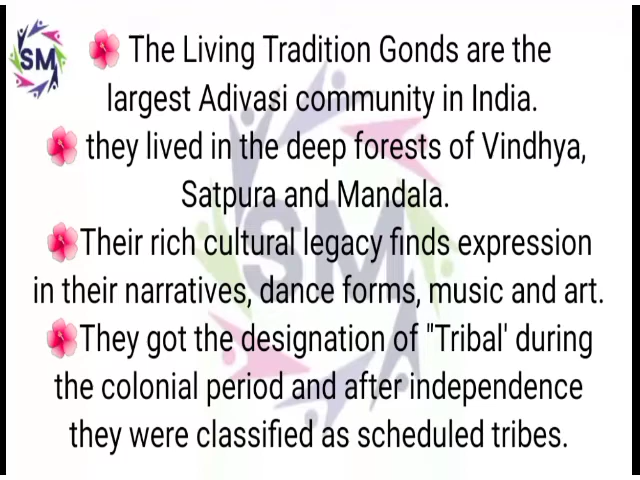 SM
🌺 The Living Tradition Gonds are the
largest Adivasi community in India.
🌺 they lived in the deep forests of Vindhya,
Satpura and Mandala.
🌺Their rich cultural legacy finds expression
in their narratives, dance forms, music and art.
🌺They got the designation of "Tribal' during
the colonial period and after independence
they were classified as scheduled tribes.
SM